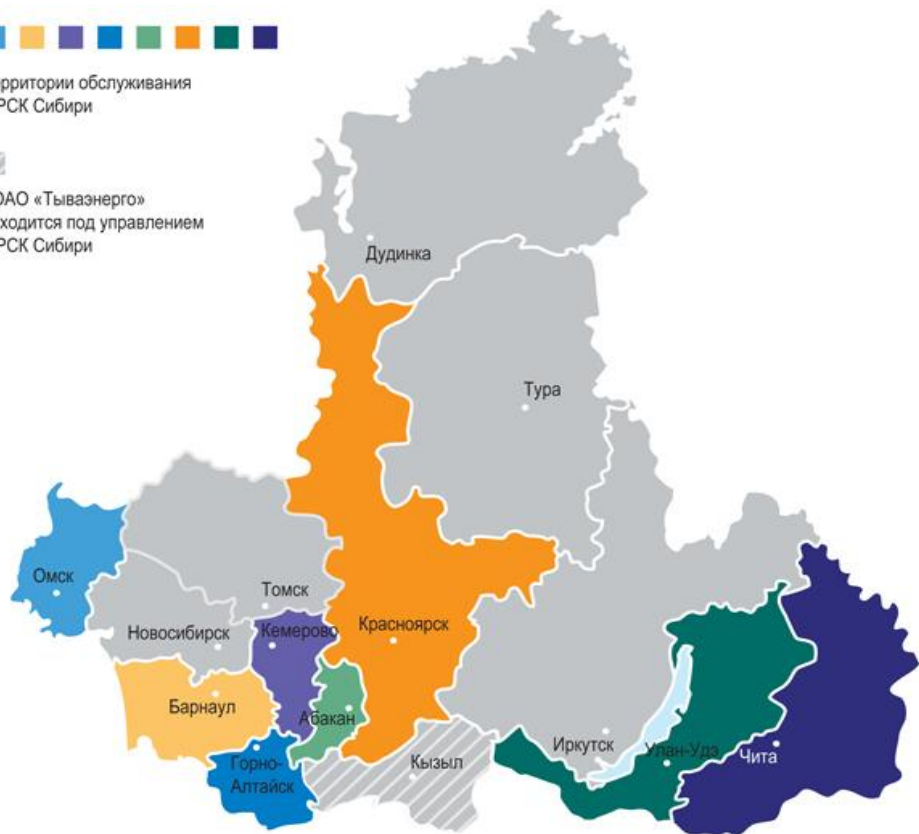 рритории обслуживания
РСК Сибири
ОАО «Тываэнерго»
ходится под управлением
РСК Сибири
Дудинка
Тура
Омск
Томск
Новосибирск
Кемерово
Красноярск
Барнаул
Абакан
Горно-
Алтайск
Кызыл
Иркутск
Улан-Удэ
Чита